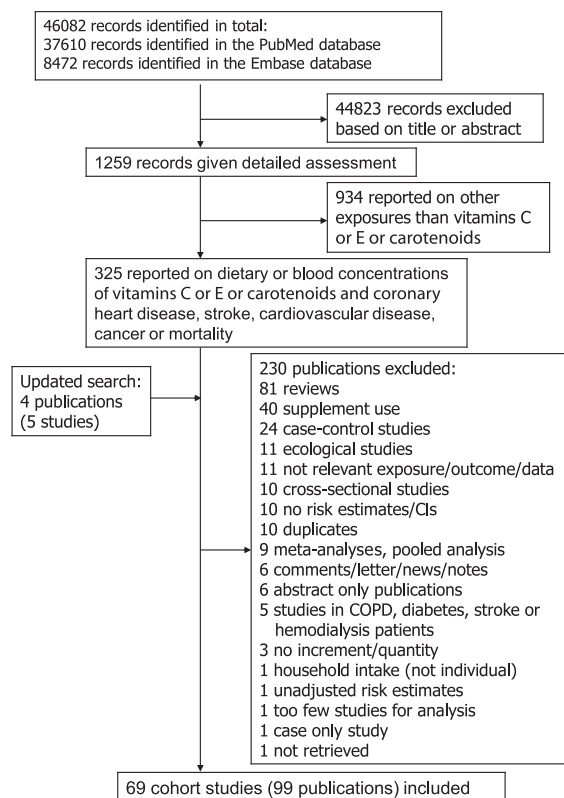 46082 records identified in total:
37610 records identified in the PubMed database
8472 records identified in the Embase database
44823 records excluded
based on title or abstract
1259 records given detailed assessment
934 reported on other
exposures than vitamins C
or E or carotenoids
325 reported on dietary or blood concentrations
of vitamins C or E or carotenoids and coronary
heart disease, stroke, cardiovascular disease,
cancer or mortality
Updated search:
4 publications
(5 studies)
230 publications excluded:
81 reviews
40 supplement use
24 case-control studies
11 ecological studies
11 not relevant exposure/outcome/data
10 cross-sectional studies
10 no risk estimates/CIs
10 duplicates
9 meta-analyses, pooled analysis
6 comments/letter/news/notes
6 abstract only publications
5 studies in COPD, diabetes, stroke or
hemodialysis patients
3 no increment/quantity
1 household intake (not individual)
1 unadjusted risk estimates
1 too few studies for analysis
1 case only study
1 not retrieved
69 cohort studies (99 publications) included